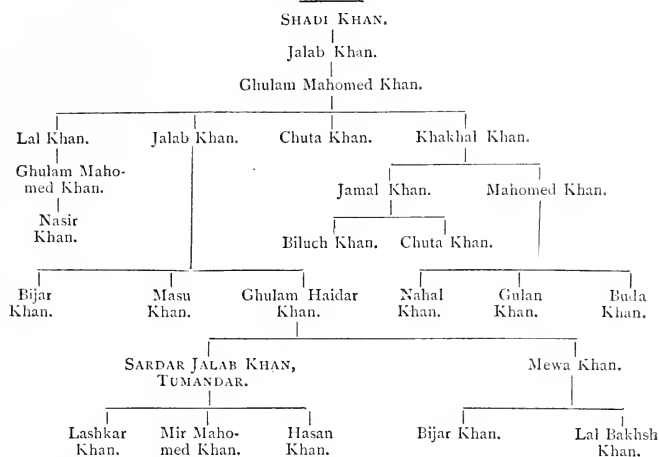 SHADI KHAN.
Jalab Khan.
Ghulam Mahomed Khan.
Lal Khan. Jalab Khan. Chuta Khan. Khakhal Khan.
Ghulam Maho-
med Khan. Jamal Khan. Mahomed Khan.
Nasir
Khan. Biluch Khan. Chuta Khan.
Bijar Masu Ghulam Haidar Nahal Gulan Buda
Khan. Khan. Khan. Khan. Khan. Khan.
SARDAR JALAB KHAN, Mewa Khan.
TUMANDAR.
Lashkar Mir Maho- Hasan Bijar Khan. Lal Bakhsh
Khan. med Khan. Khan. Khan.